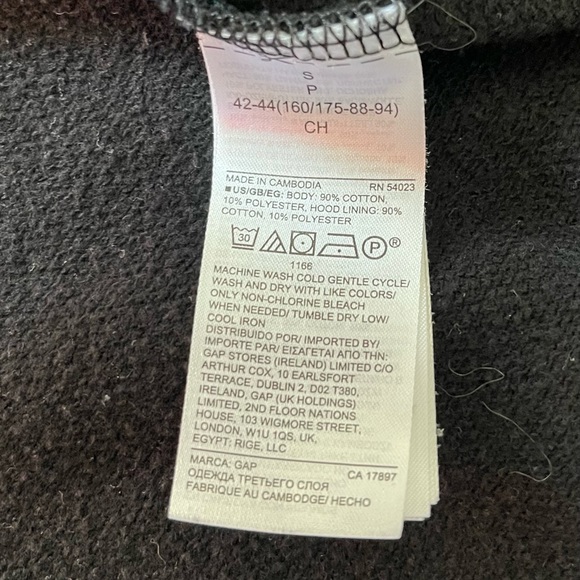 S
P
42-44(160/175-88-94)
CH
MADE IN CAMBODIA RN 54023
■US/GB/EG: BODY: 90% COTTON,
10% POLYESTER, HOOD LINING: 90%
COTTON, 10% POLYESTER
30 P®
1166
MACHINE WASH COLD GENTLE CYCLE/
WASH AND DRY WITH LIKE COLORS/
ONLY NON-CHLORINE BLEACH
WHEN NEEDED/ TUMBLE DRY LOW/
COOL IRON
DISTRIBUIDO POR/ IMPORTED BY/
IMPORTE PAR/ ΕΙΣΑΓΕΤΑΙ ΑΠΟ ΤΗΝ:
GAP STORES (IRELAND) LIMITED C/O
ARTHUR COX, 10 EARLSFORT
TERRACE, DUBLIN 2, D02 T380,
IRELAND, GAP (UK HOLDINGS)
LIMITED, 2ND FLOOR NATIONS
HOUSE, 103 WIGMORE STREET,
LONDON, W1U 1QS, UK,
EGYPT: RIGE, LLC
MARCA: GAP CA 17897
ОДЕЖДА ТРЕТЬЕГО СЛОЯ
FABRIQUE AU CAMBODGE/ HECHO